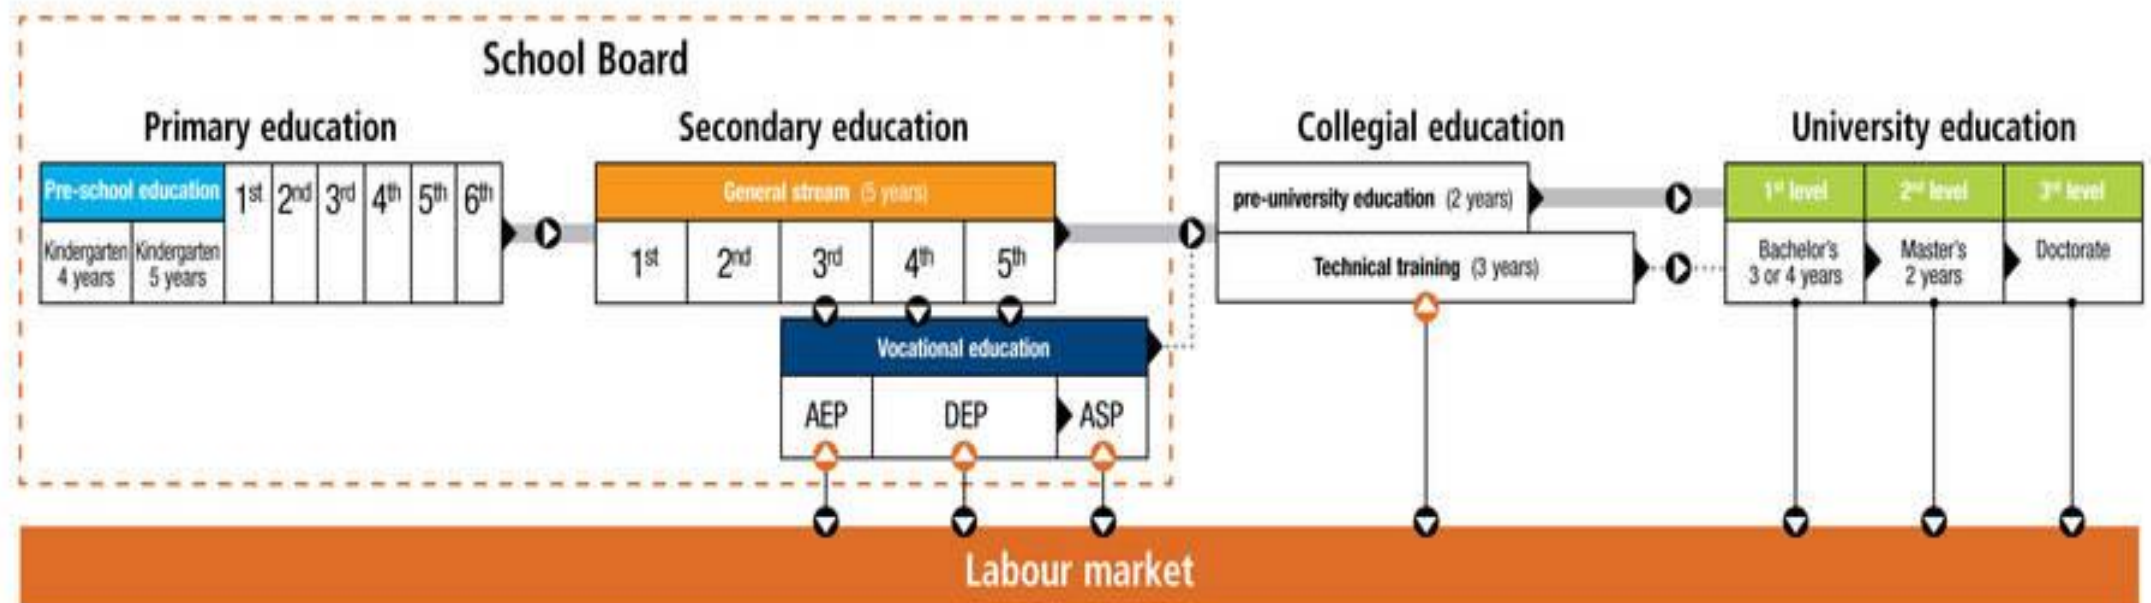 School Board
Primary education
Secondary education
Collegial education
University education
Pre-school education
1st 2nd 3rd 4th 5th 6th
Kindergarten
4 years
Kindergarten
5 years
General stream (5 years)
1st 2nd 3rd 4th 5th
Vocational education
AEP DEP ASP
pre-university education (2 years)
Technical training (3 years)
1st level 2nd level 3rd level
Bachelor's
3 or 4 years
Master's
2 years
Doctorate
Labour market